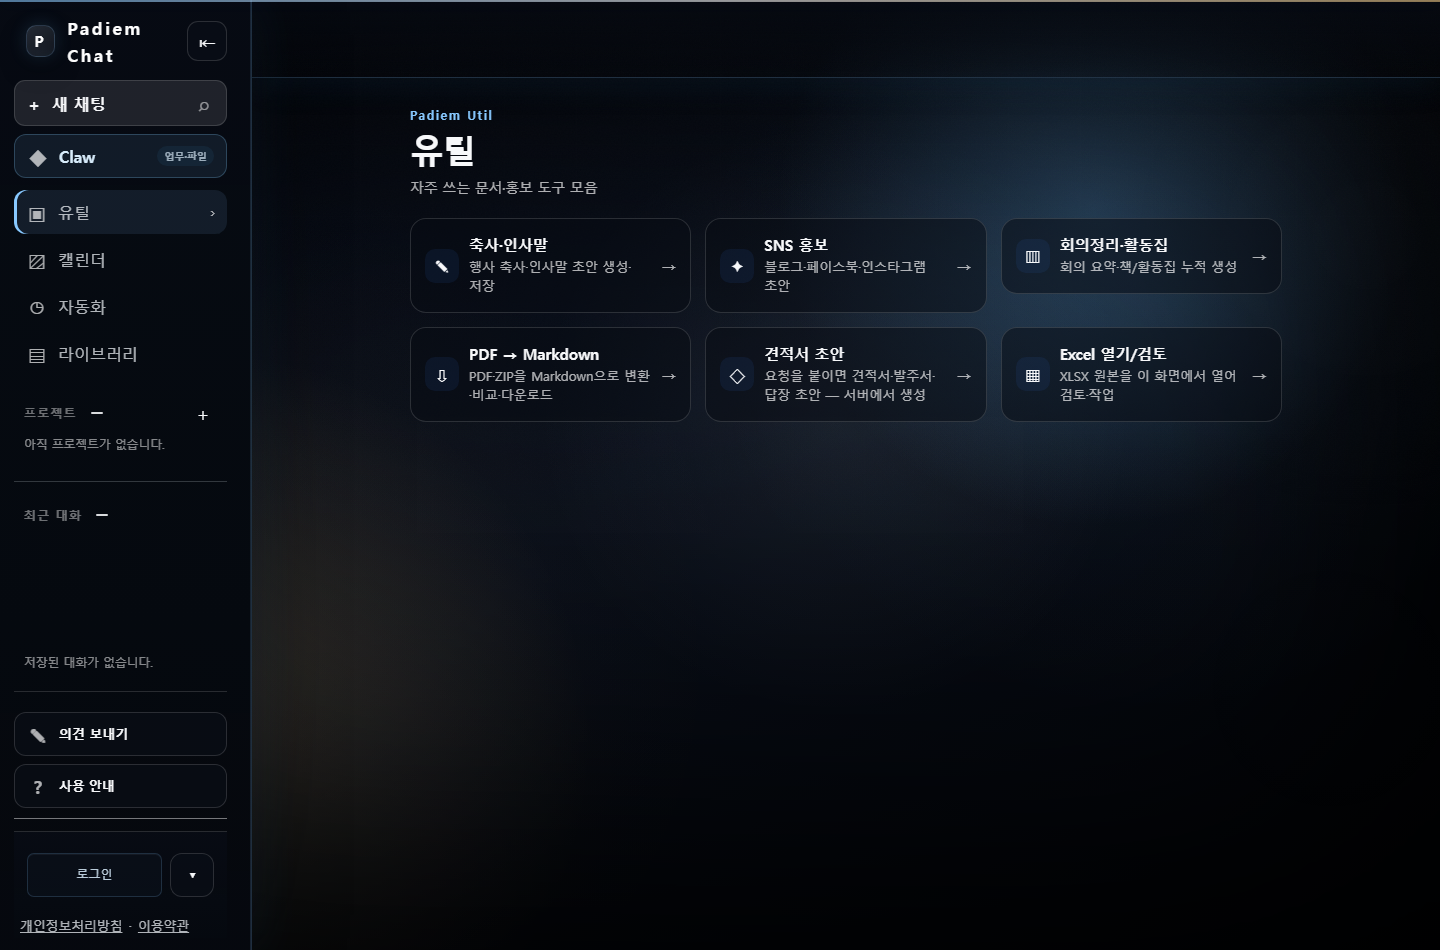 P
Padiem
Chat
+ 새 채팅
Claw 업무·파일
유틸
캘린더
자동화
라이브러리
프로젝트
아직 프로젝트가 없습니다.
최근 대화
저장된 대화가 없습니다.
의견 보내기
? 사용 안내
로그인
개인정보처리방침 · 이용약관
Padiem Util
유틸
자주 쓰는 문서·홍보 도구 모음
축사·인사말
행사 축사·인사말 초안 생성·
저장
SNS 홍보
블로그·페이스북·인스타그램
초안
회의정리·활동집
회의 요약·책/활동집 누적 생성
PDF → Markdown
PDF·ZIP을 Markdown으로 변환
·비교·다운로드
견적서 초안
요청을 붙이면 견적서·발주서·
답장 초안 — 서버에서 생성
Excel 열기/검토
XLSX 원본을 이 화면에서 열어
검토·작업